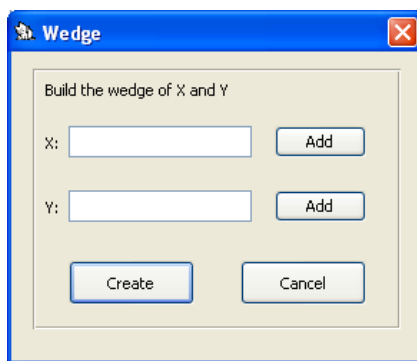 Wedge
Build the wedge of X and Y
X: Add
Y: Add
Create Cancel